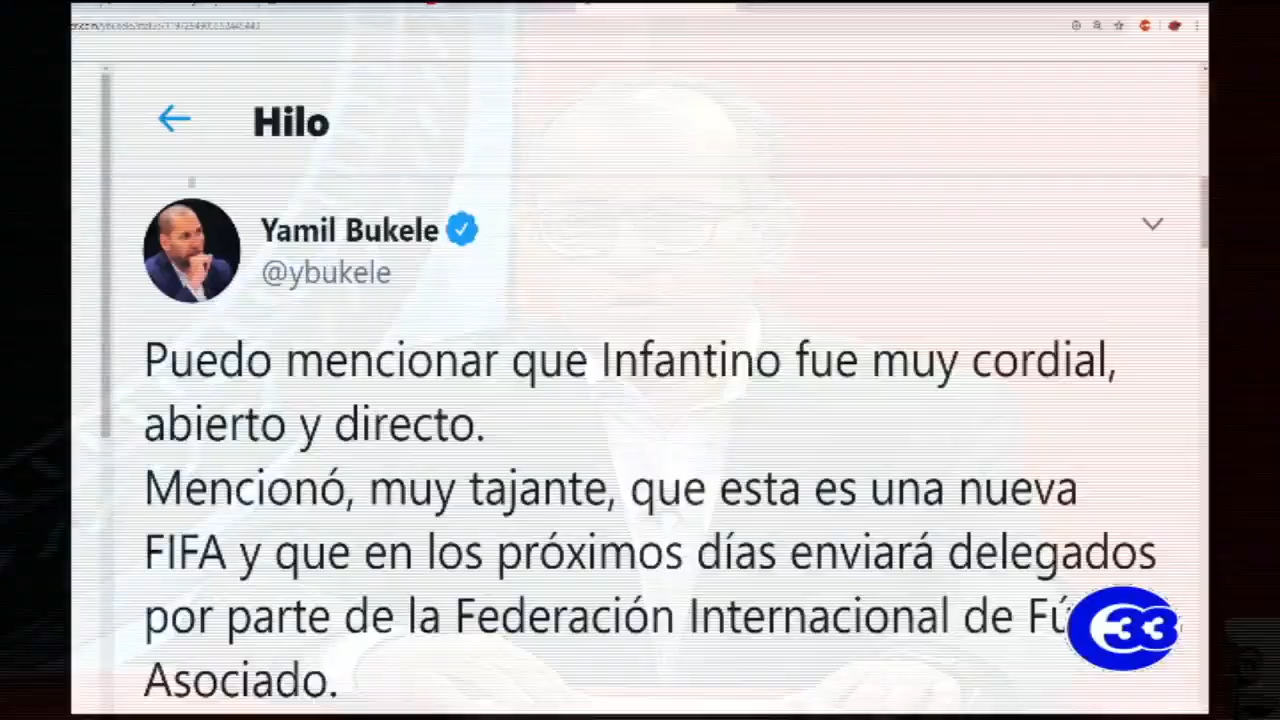 Hilo
Yamil Bukele
@ybukele
Puedo mencionar que Infantino fue muy cordial,
abierto y directo.
Mencionó, muy tajante, que esta es una nueva
FIFA y que en los próximos días enviará delegados
por parte de la Federación Internacional de
Asociado.
33